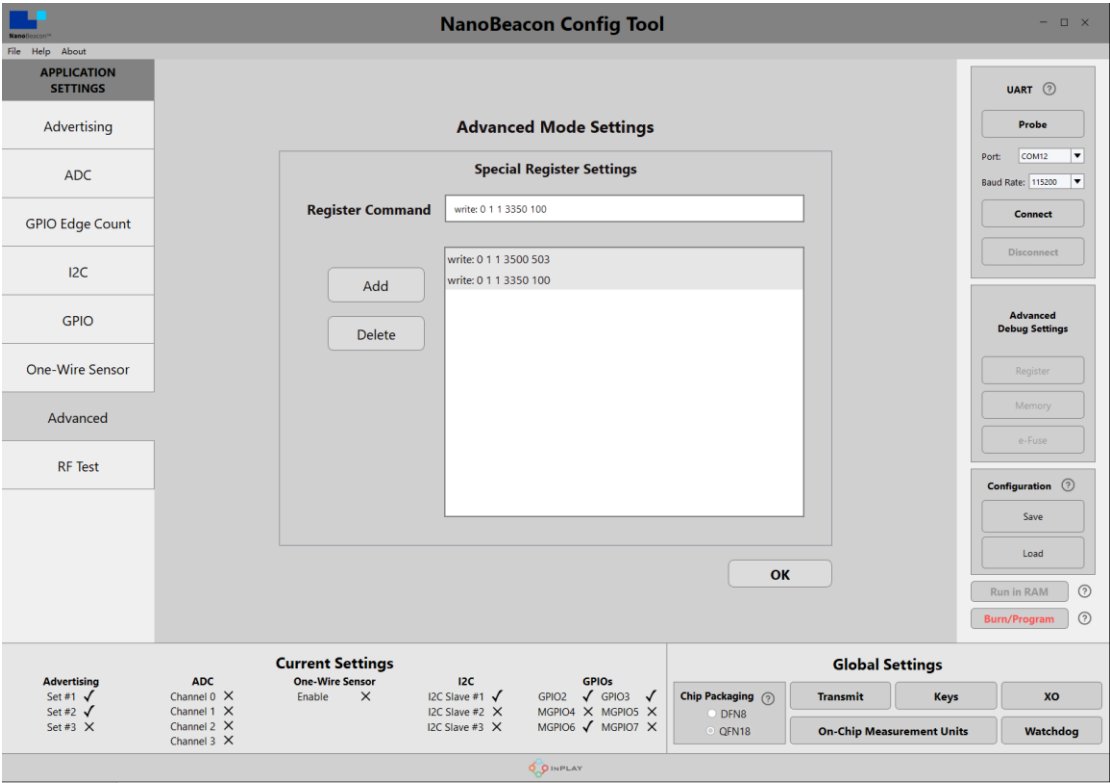 NanoBeacon™
NanoBeacon Config Tool
File Help About
APPLICATION
SETTINGS
Advertising
ADC
GPIO Edge Count
I2C
GPIO
One-Wire Sensor
Advanced
RF Test
Advanced Mode Settings
Special Register Settings
Register Command
write: 0 1 1 3350 100
Add
Delete
write: 0 1 1 3500 503
write: 0 1 1 3350 100
OK
UART ?
Probe
Port: COM12
Baud Rate: 115200
Connect
Disconnect
Advanced
Debug Settings
Register
Memory
e-Fuse
Configuration ?
Save
Load
Run in RAM ?
Burn/Program ?
Current Settings
Advertising
Set #1 ✓
Set #2 ✓
Set #3 ✕
ADC
Channel 0 ✕
Channel 1 ✕
Channel 2 ✕
Channel 3 ✕
One-Wire Sensor
Enable ✕
I2C
I2C Slave #1 ✓
I2C Slave #2 ✕
I2C Slave #3 ✕
GPIOs
GPIO2 ✓ GPIO3 ✓
MGPIO4 ✕ MGPIO5 ✕
MGPIO6 ✓ MGPIO7 ✕
Global Settings
Chip Packaging ?
DFN8
QFN18
Transmit
Keys
XO
On-Chip Measurement Units
Watchdog
INPLAY